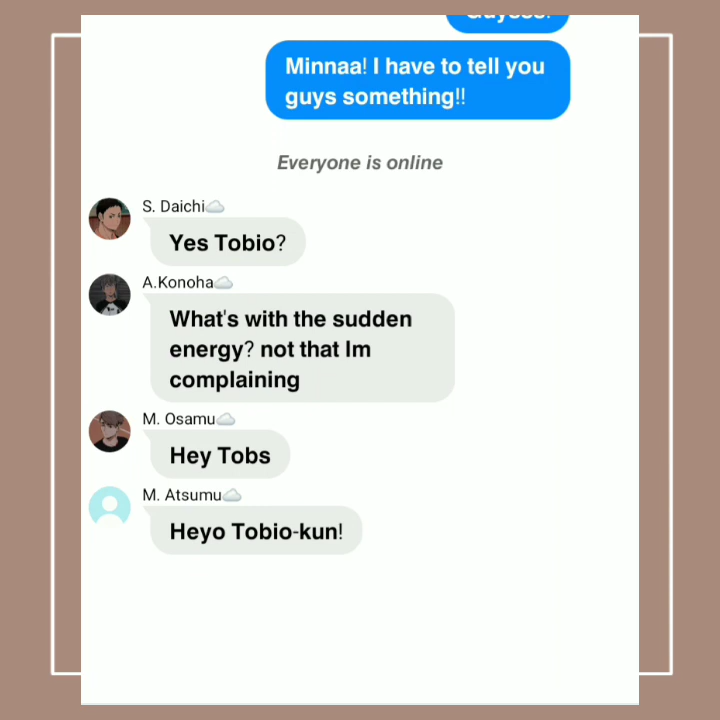 Guysss!
Minnaa! I have to tell you
guys something!!
Everyone is online
S. Daichi☁️
Yes Tobio?
A.Konoha☁️
What's with the sudden
energy? not that Im
complaining
M. Osamu☁️
Hey Tobs
M. Atsumu☁️
Heyo Tobio-kun!